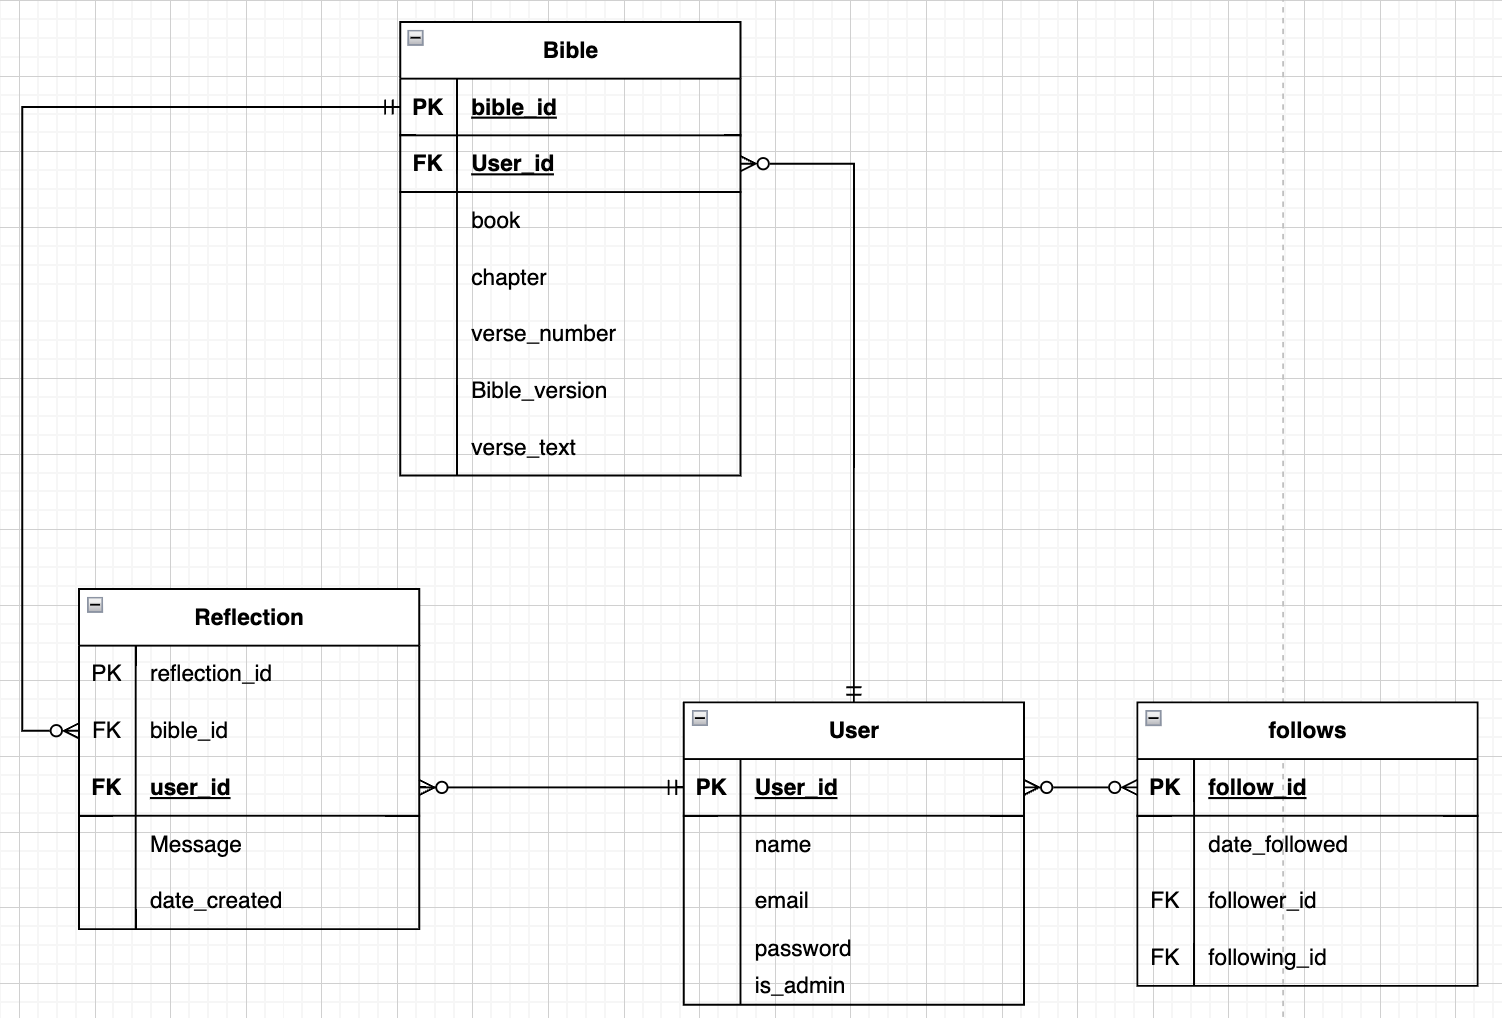 Bible
PK bible_id
FK User_id
book
chapter
verse_number
Bible_version
verse_text
Reflection
PK reflection_id
FK bible_id
FK user_id
Message
date_created
User
PK User_id
name
email
password
is_admin
follows
PK follow_id
date_followed
FK follower_id
FK following_id